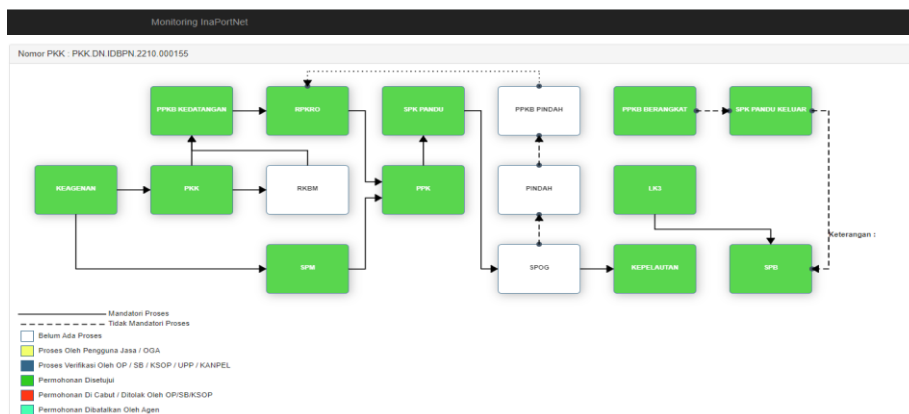 Monitoring InaPortNet
Nomor PKK : PKK.DN.IDBPN.2210.000155
PPKB KEDATANGAN
RPKRO
SPK PANDU
PPKB PINDAH
PPKB BERANGKAT
SPK PANDU KELUAR
KEAGENAN
PKK
RKBM
PPK
PINDAH
LK3
Keterangan :
SPM
SPOG
KEPELAUTAN
SPB
Mandatori Proses
Tidak Mandatori Proses
Belum Ada Proses
Proses Oleh Pengguna Jasa / OGA
Proses Verifikasi Oleh OP / SB / KSOP / UPP / KANPEL
Permohonan Disetujui
Permohonan Di Cabut / Ditolak Oleh OP/SB/KSOP
Permohonan Dibatalkan Oleh Agen